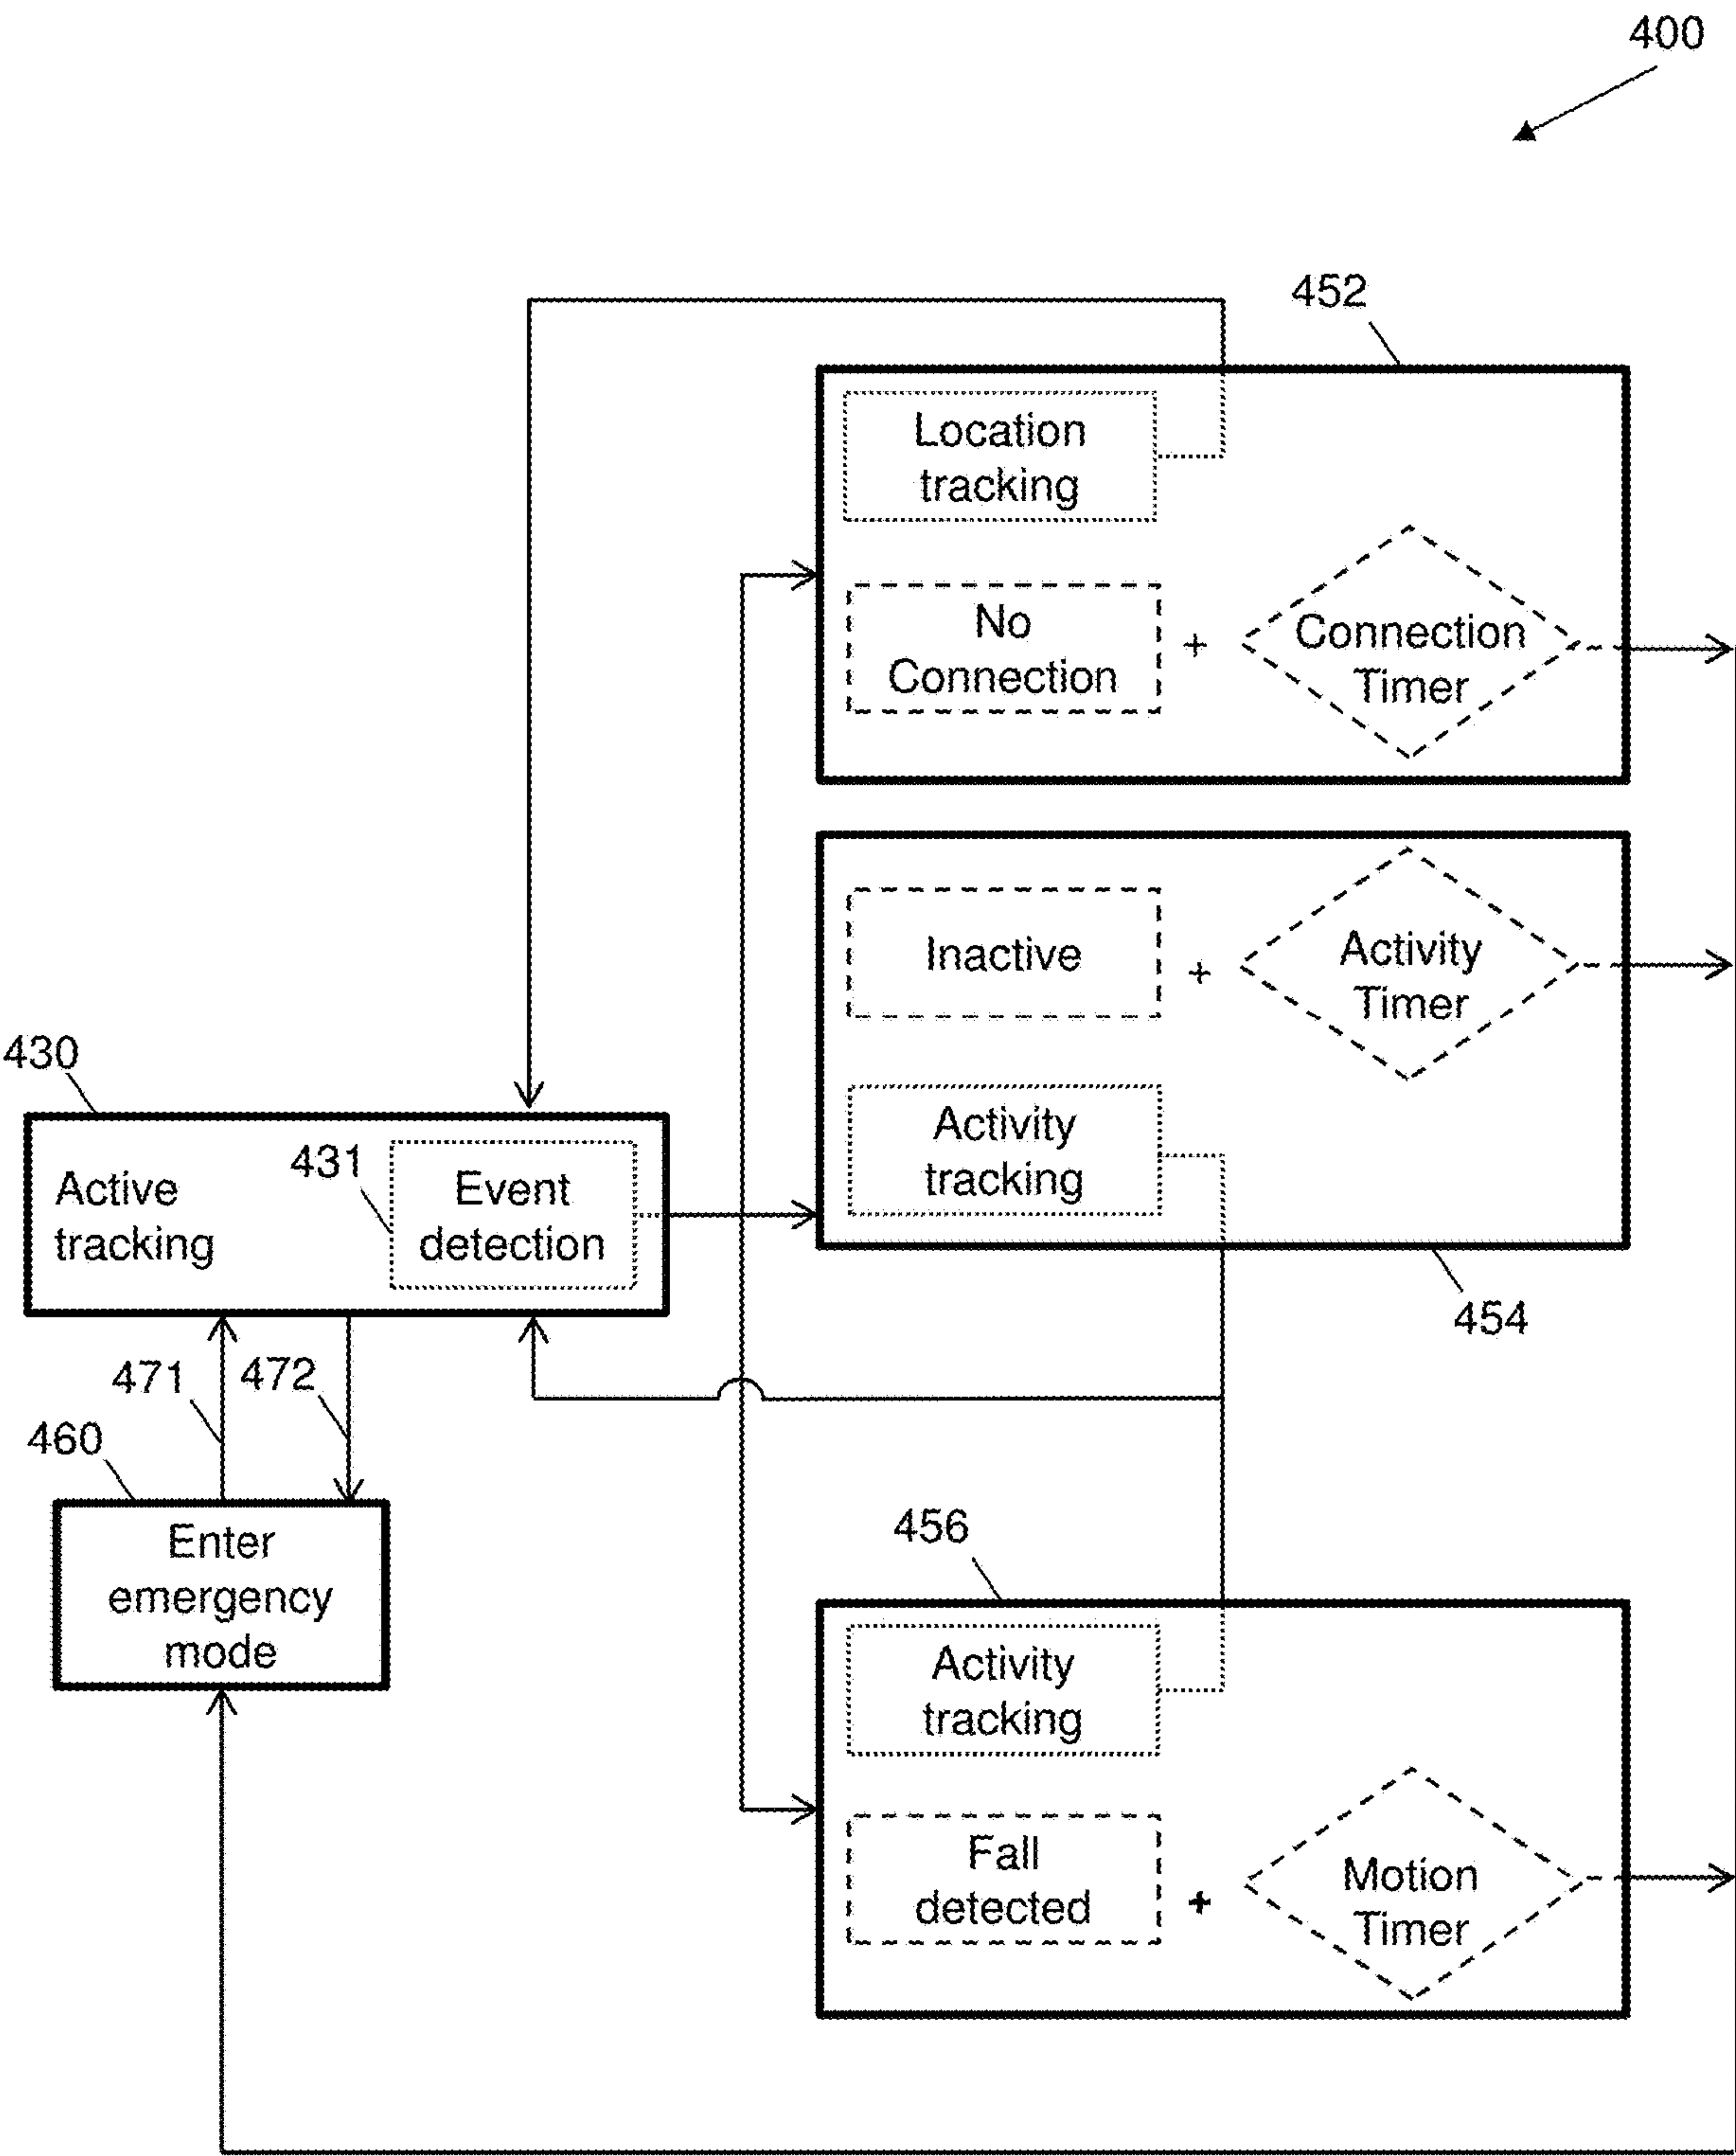 400
452
Location
tracking
No
Connection
+
Connection
Timer
Inactive
+
Activity
Timer
Activity
tracking
454
430
Active
tracking
431
Event
detection
471
472
460
Enter
emergency
mode
456
Activity
tracking
Fall
detected
+
Motion
Timer